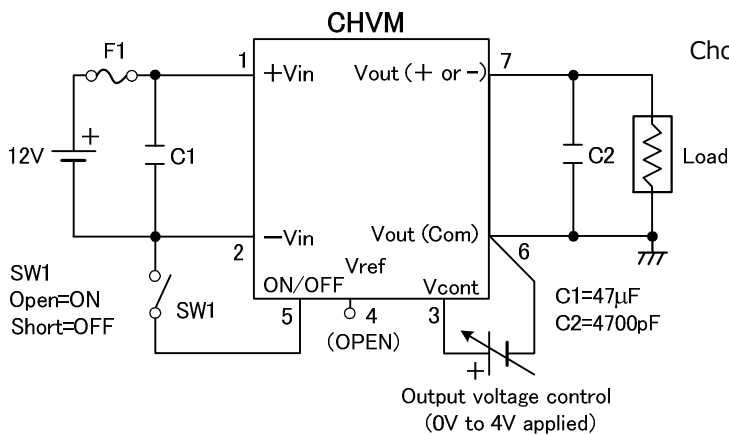 CHVM
F1
1
+Vin
Vout (+ or -)
7
12V
+
C1
C2
Load
2
-Vin
Vout (Com)
6
SW1
Open=ON
Short=OFF
SW1
ON/OFF
Vref
Vcont
5
4
(OPEN)
3
+
C1=47μF
C2=4700pF
Output voltage control
(0V to 4V applied)